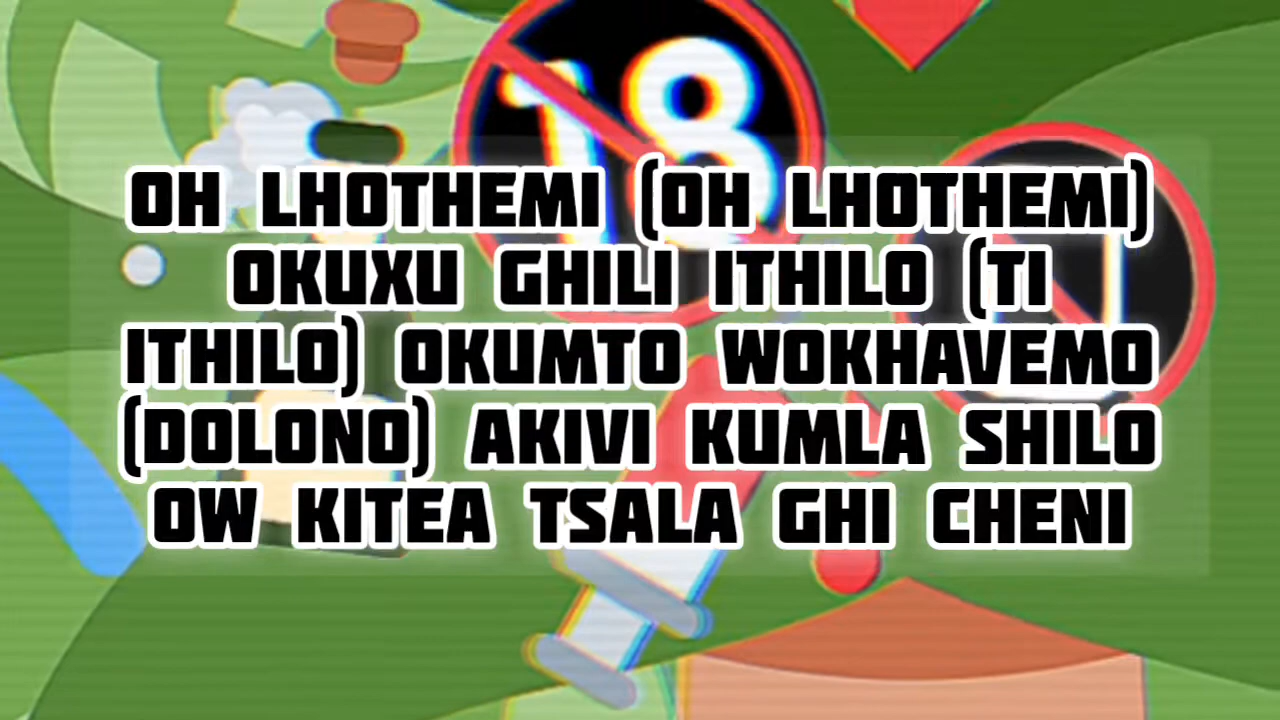 18
OH LHOTHEMI (OH LHOTHEMI)
OKUXU GHILI ITHILO (TI
ITHILO) OKUMTO WOKHAVEMO
(DOLONO) AKIVI KUMLA SHILO
OW KITEA TSALA GHI CHENI